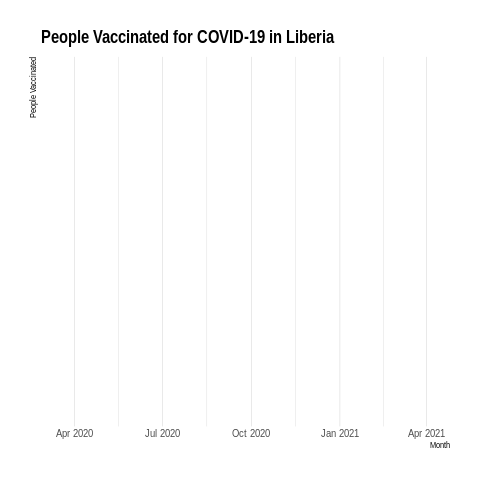 People Vaccinated for COVID-19 in Liberia
People Vaccinated
Apr 2020
Jul 2020
Oct 2020
Jan 2021
Apr 2021
Month